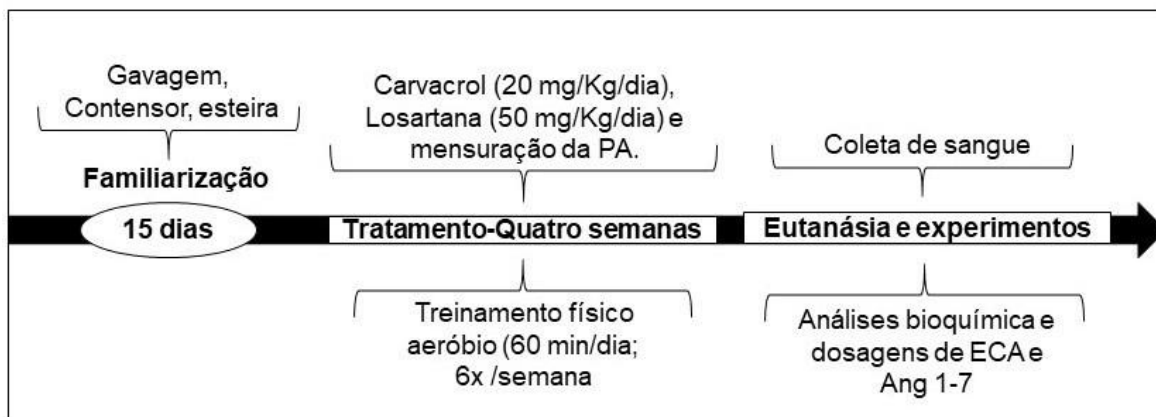 Gavagem,
Contensor, esteira
Familiarização
15 dias
Carvacrol (20 mg/Kg/dia),
Losartana (50 mg/Kg/dia) e
mensuração da PA.
Tratamento-Quatro semanas
Treinamento físico
aeróbio (60 min/dia;
6x /semana
Coleta de sangue
Eutanásia e experimentos
Análises bioquímica e
dosagens de ECA e
Ang 1-7